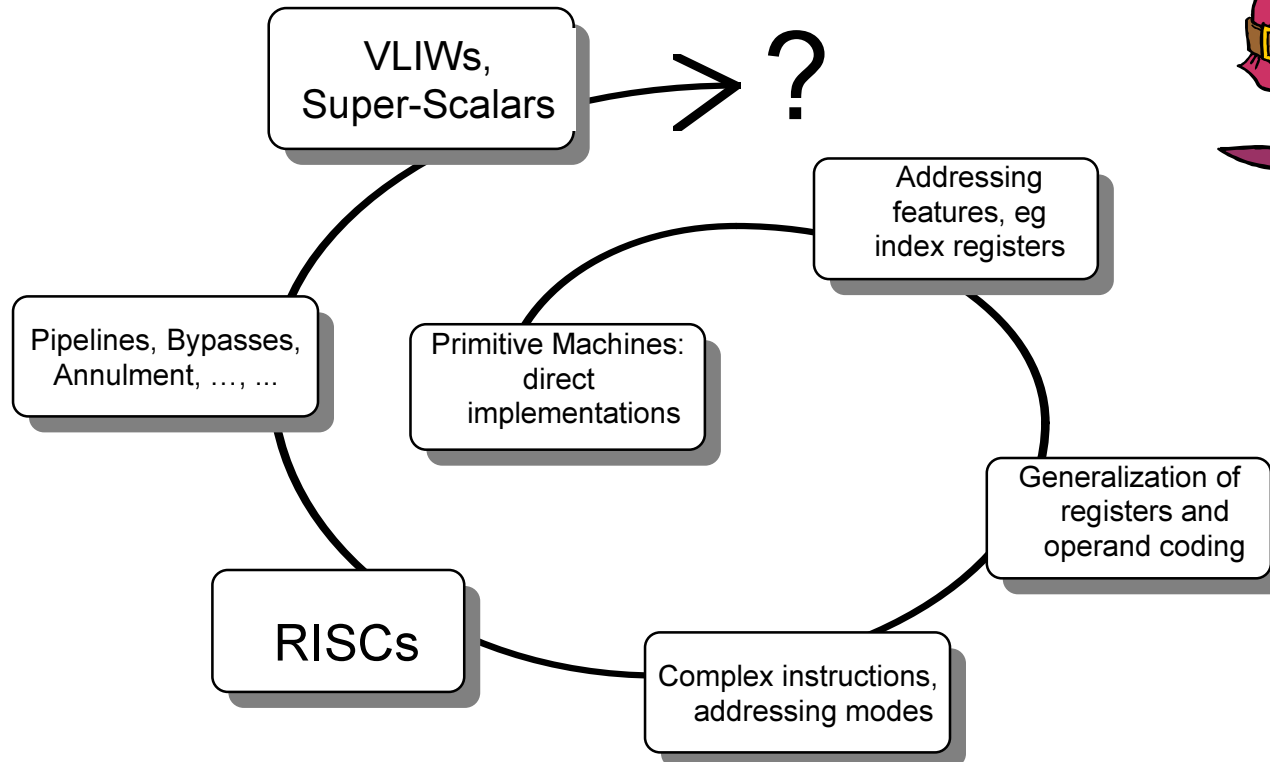 VLIWs,
Super-Scalars
?
Addressing
features, eg
index registers
Pipelines, Bypasses,
Annulment, …, ...
Primitive Machines:
direct
implementations
Generalization of
registers and
operand coding
RISCs
Complex instructions,
addressing modes